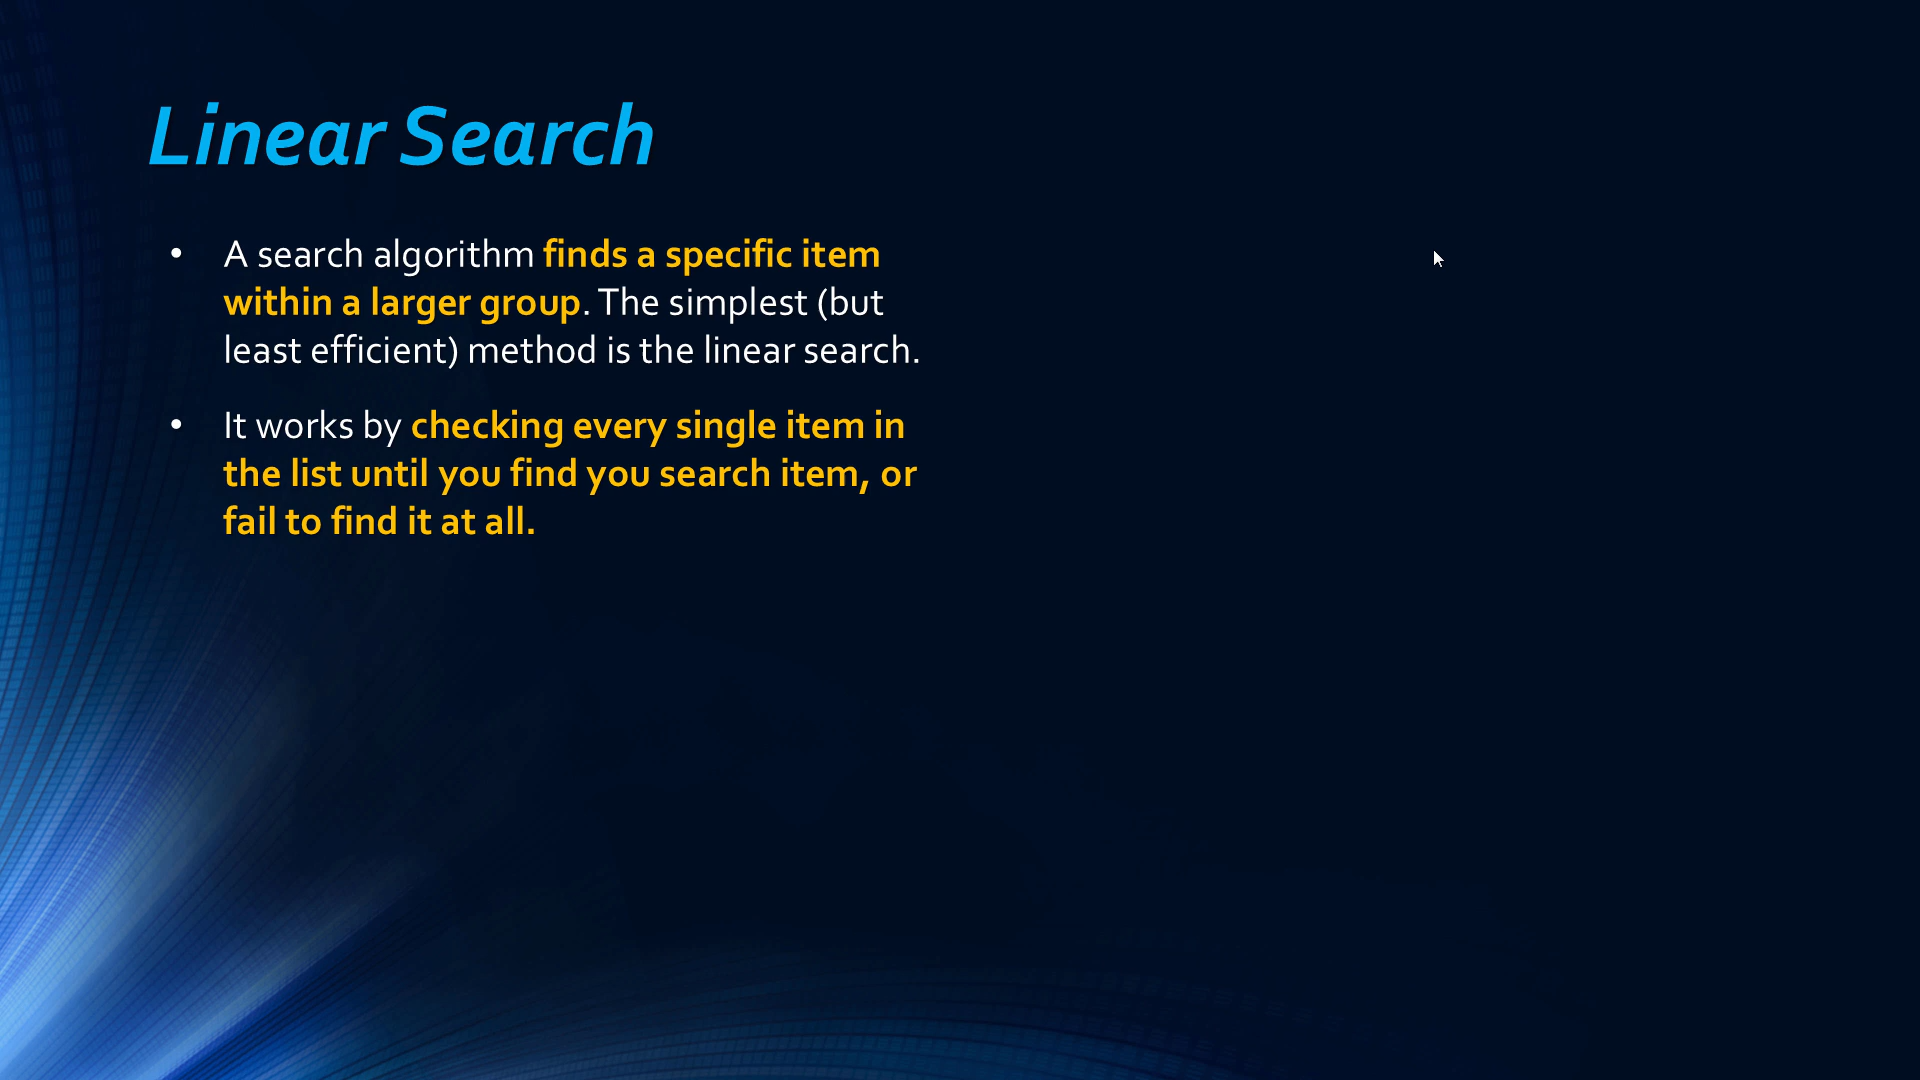 Linear Search
• A search algorithm finds a specific item
within a larger group. The simplest (but
least efficient) method is the linear search.
• It works by checking every single item in
the list until you find you search item, or
fail to find it at all.